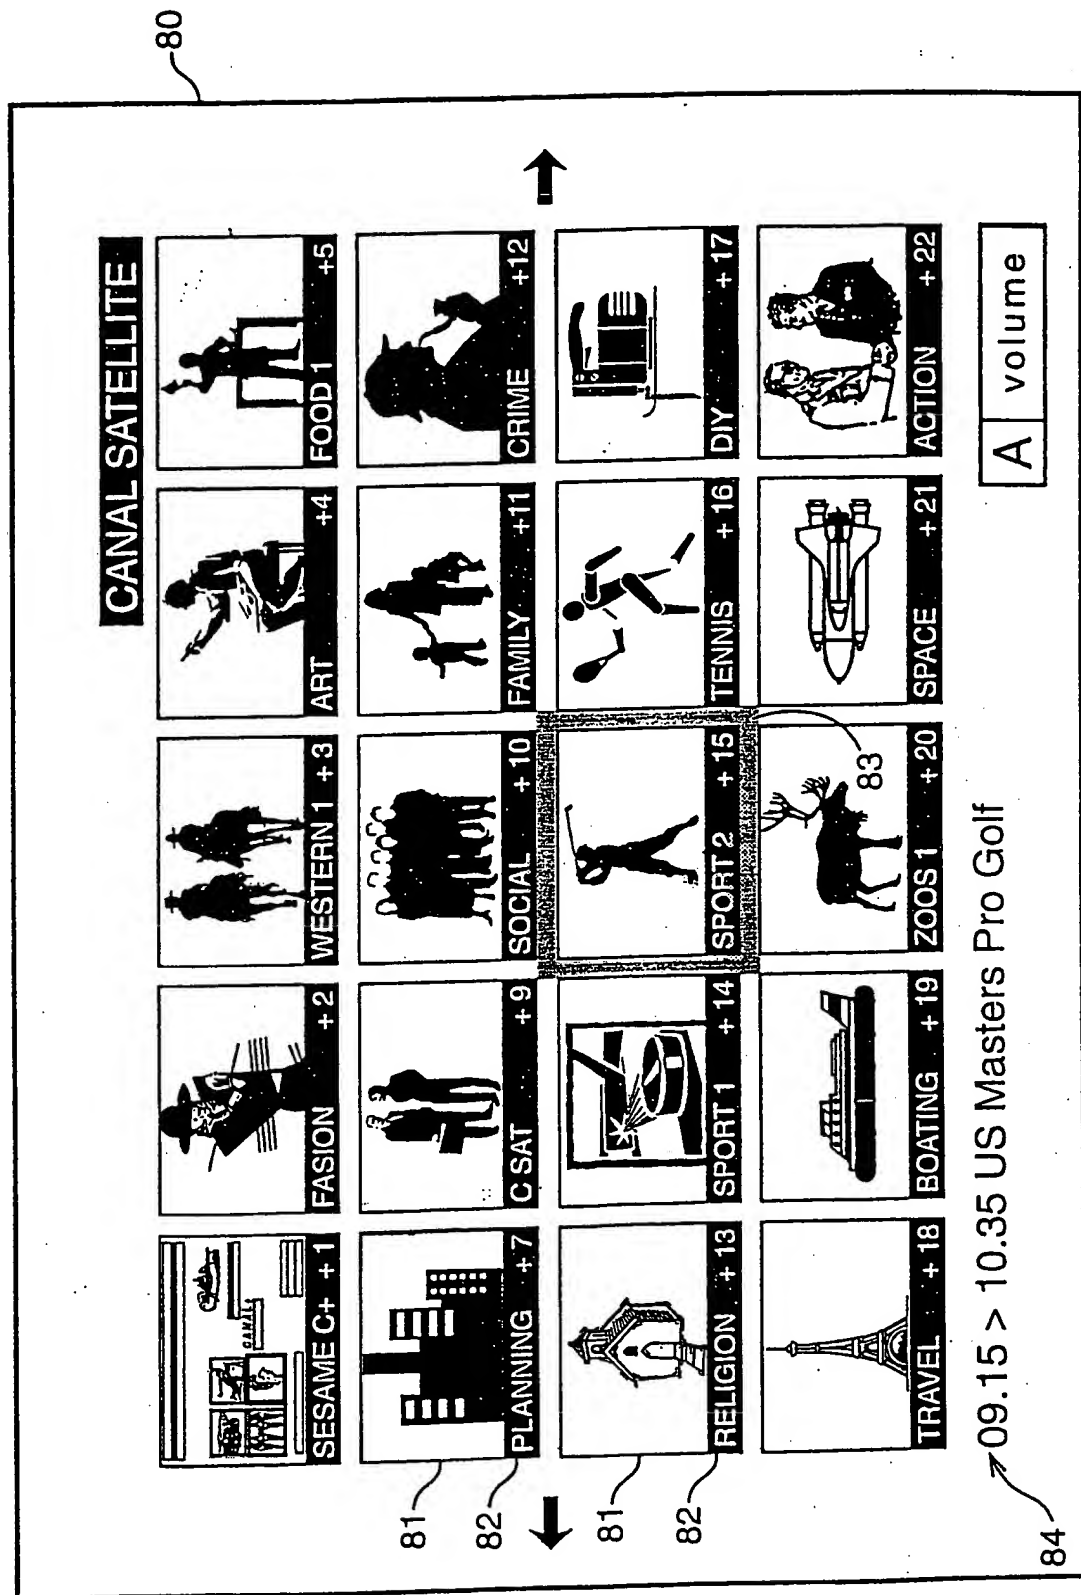 80
CANAL SATELLITE
SESAME C+ +1
FASION +2
WESTERN 1 +3
ART +4
FOOD 1 +5
CANAL+
81
82
PLANNING +7
C SAT +9
SOCIAL +10
FAMILY +11
CRIME +12
81
82
RELIGION +13
SPORT 1 +14
SPORT 2 +15
TENNIS +16
DIY +17
83
TRAVEL +18
BOATING +19
ZOOS 1 +20
SPACE +21
ACTION +22
09.15 > 10.35 US Masters Pro Golf
A volume
84